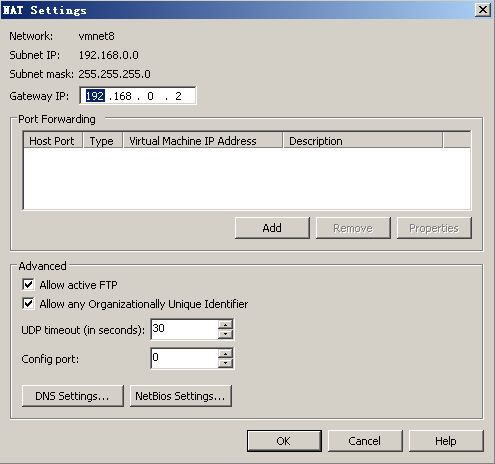 NAT Settings
Network: vmnet8
Subnet IP: 192.168.0.0
Subnet mask: 255.255.255.0
Gateway IP: 192 .168 . 0 . 2
Port Forwarding
Host Port Type Virtual Machine IP Address Description
Add Remove Properties
Advanced
Allow active FTP
Allow any Organizationally Unique Identifier
UDP timeout (in seconds): 30
Config port: 0
DNS Settings... NetBios Settings...
OK Cancel Help